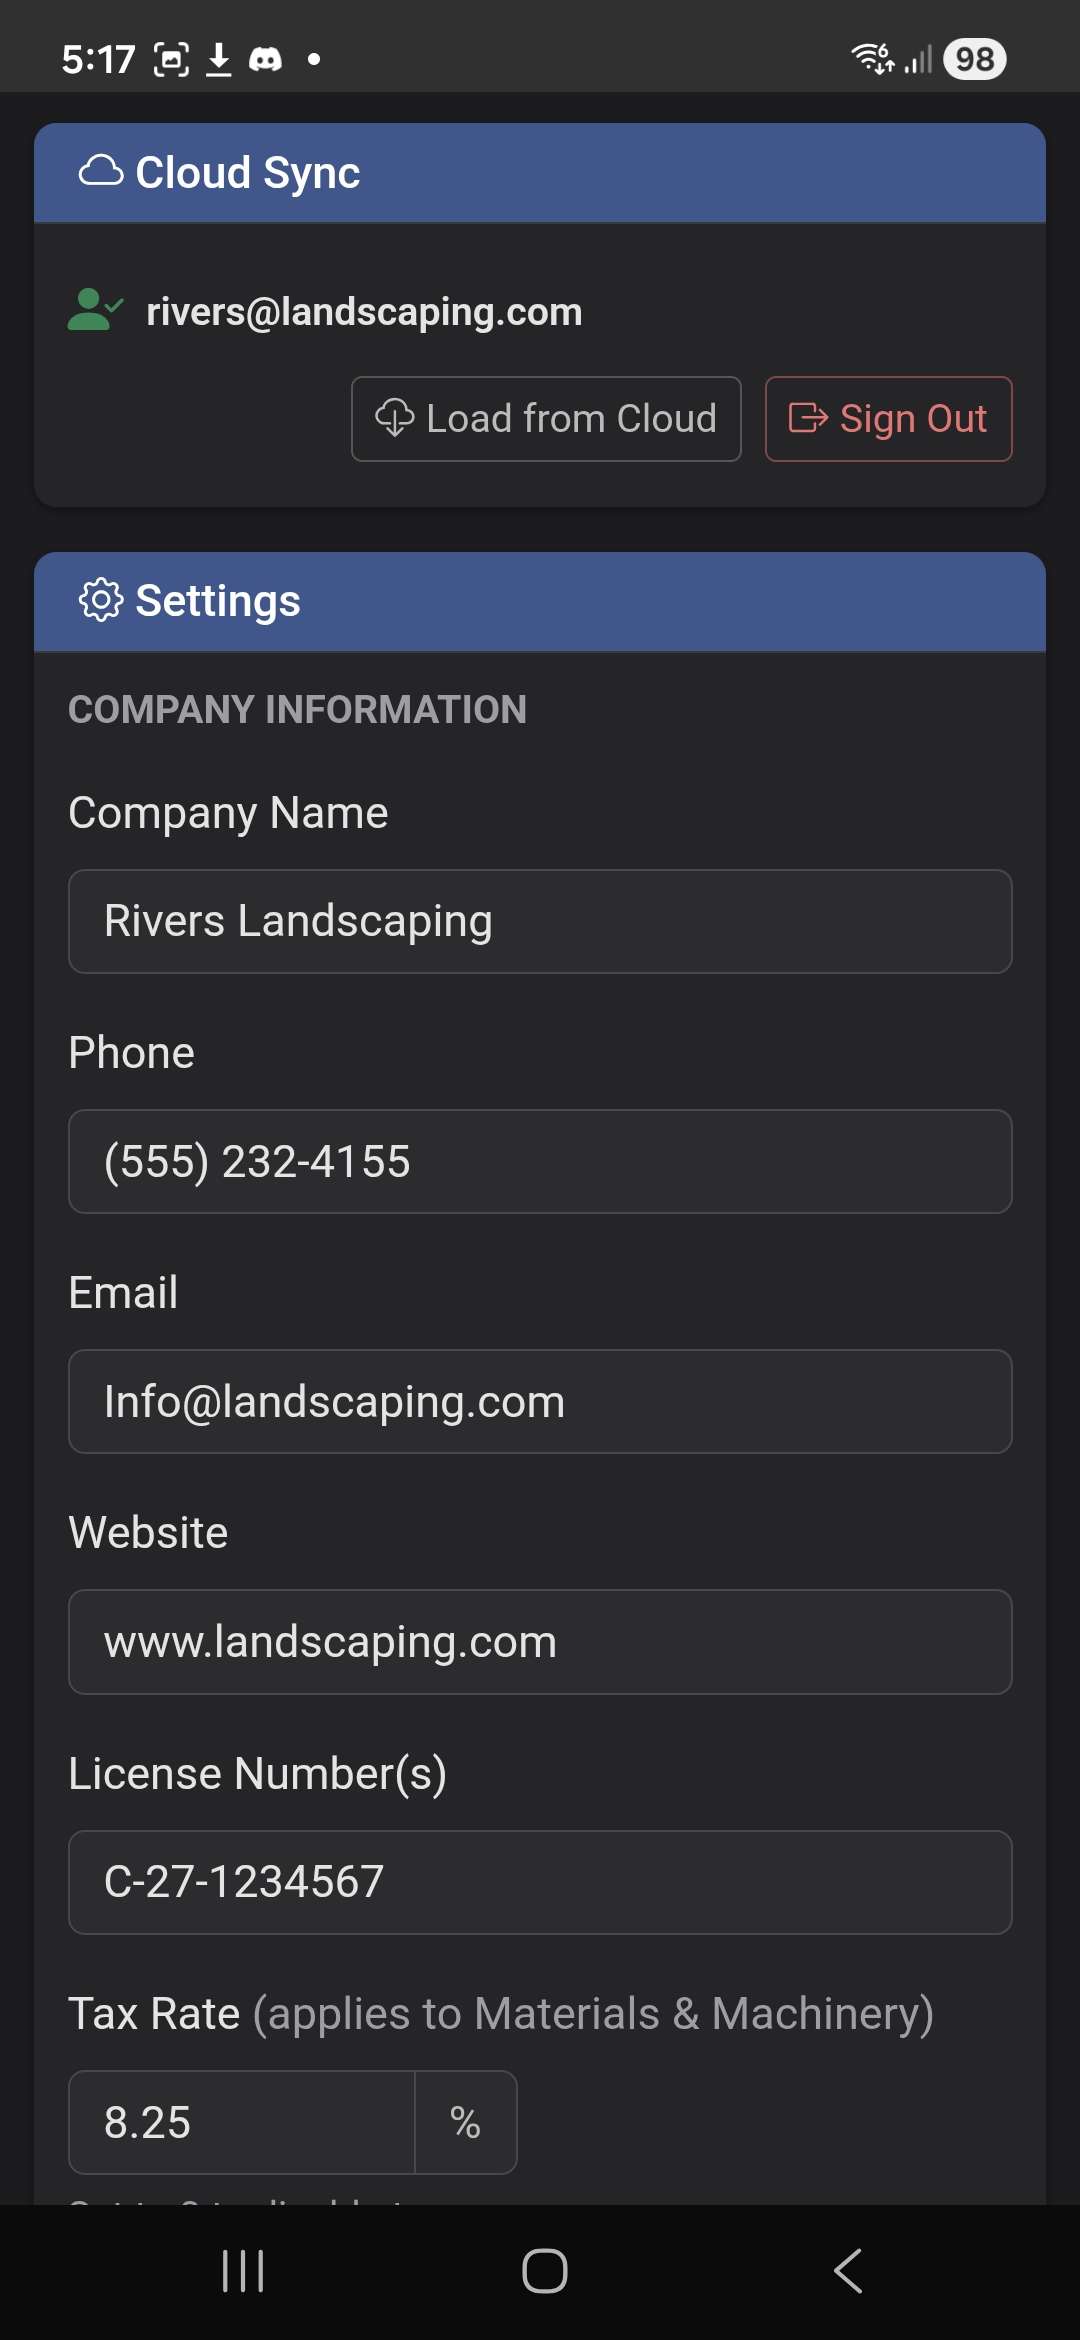 5:17
6
98
Cloud Sync
rivers@landscaping.com
Load from Cloud
Sign Out
Settings
COMPANY INFORMATION
Company Name
Rivers Landscaping
Phone
(555) 232-4155
Email
Info@landscaping.com
Website
www.landscaping.com
License Number(s)
C-27-1234567
Tax Rate (applies to Materials & Machinery)
8.25 %